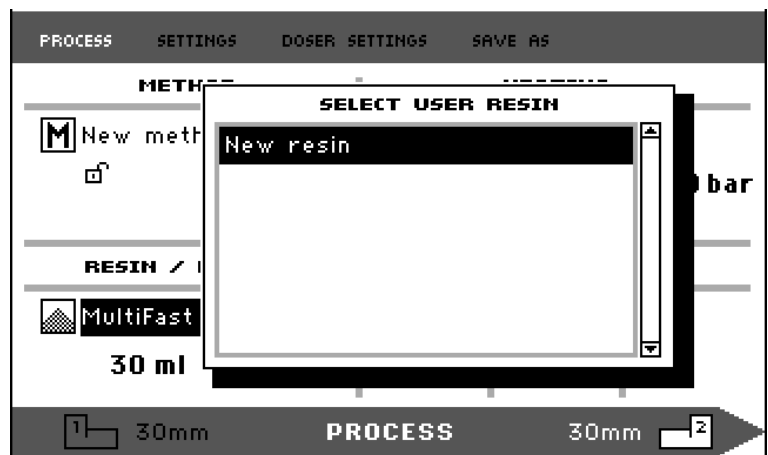 PROCESS SETTINGS DOSER SETTINGS SAVE AS
SELECT USER RESIN
New resin
New meth
bar
RESIN /
MultiFast
30 ml
1 30mm PROCESS 30mm 2